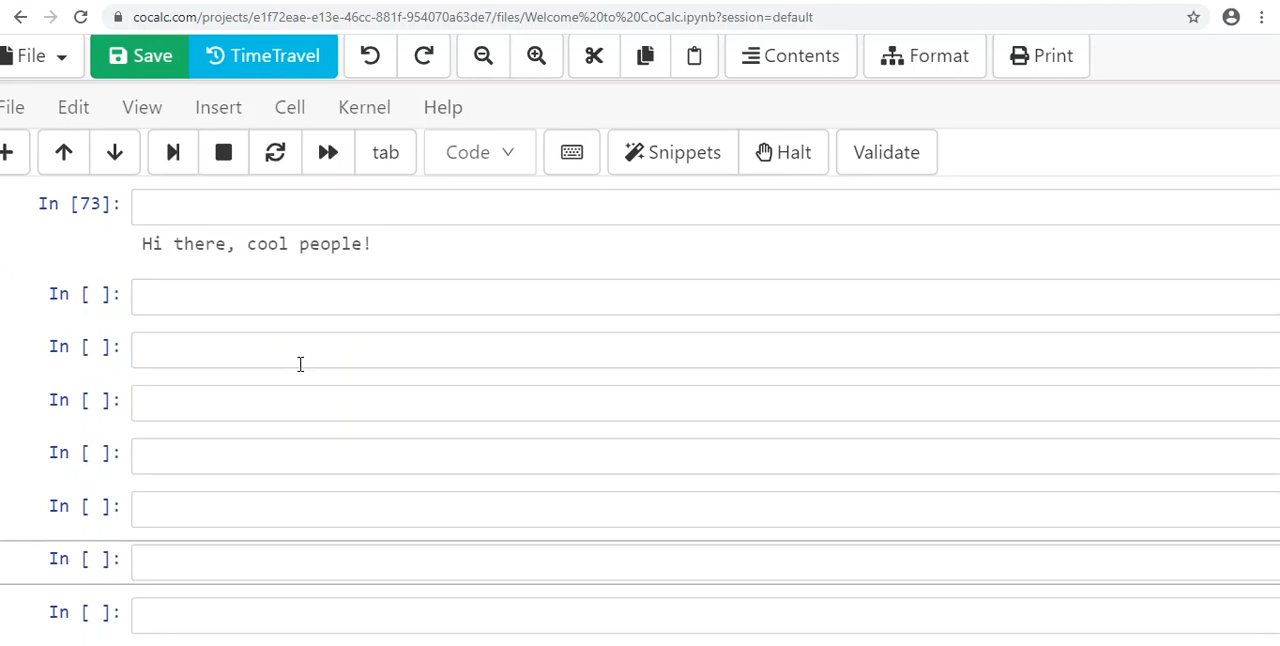 cocalc.com/projects/e1f72eae-e13e-46cc-881f-954070a63de7/files/Welcome%20to%20CoCalc.ipynb?session=default
File Save TimeTravel Contents Format Print
File Edit View Insert Cell Kernel Help
tab Code Snippets Halt Validate
In [73]:
Hi there, cool people!
In [ ]:
In [ ]:
In [ ]:
In [ ]:
In [ ]:
In [ ]:
In [ ]: